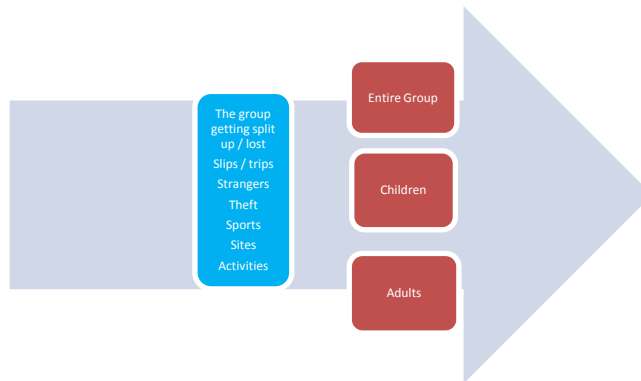 The group
getting split
up / lost
Slips / trips
Strangers
Theft
Sports
Sites
Activities
Entire Group
Children
Adults